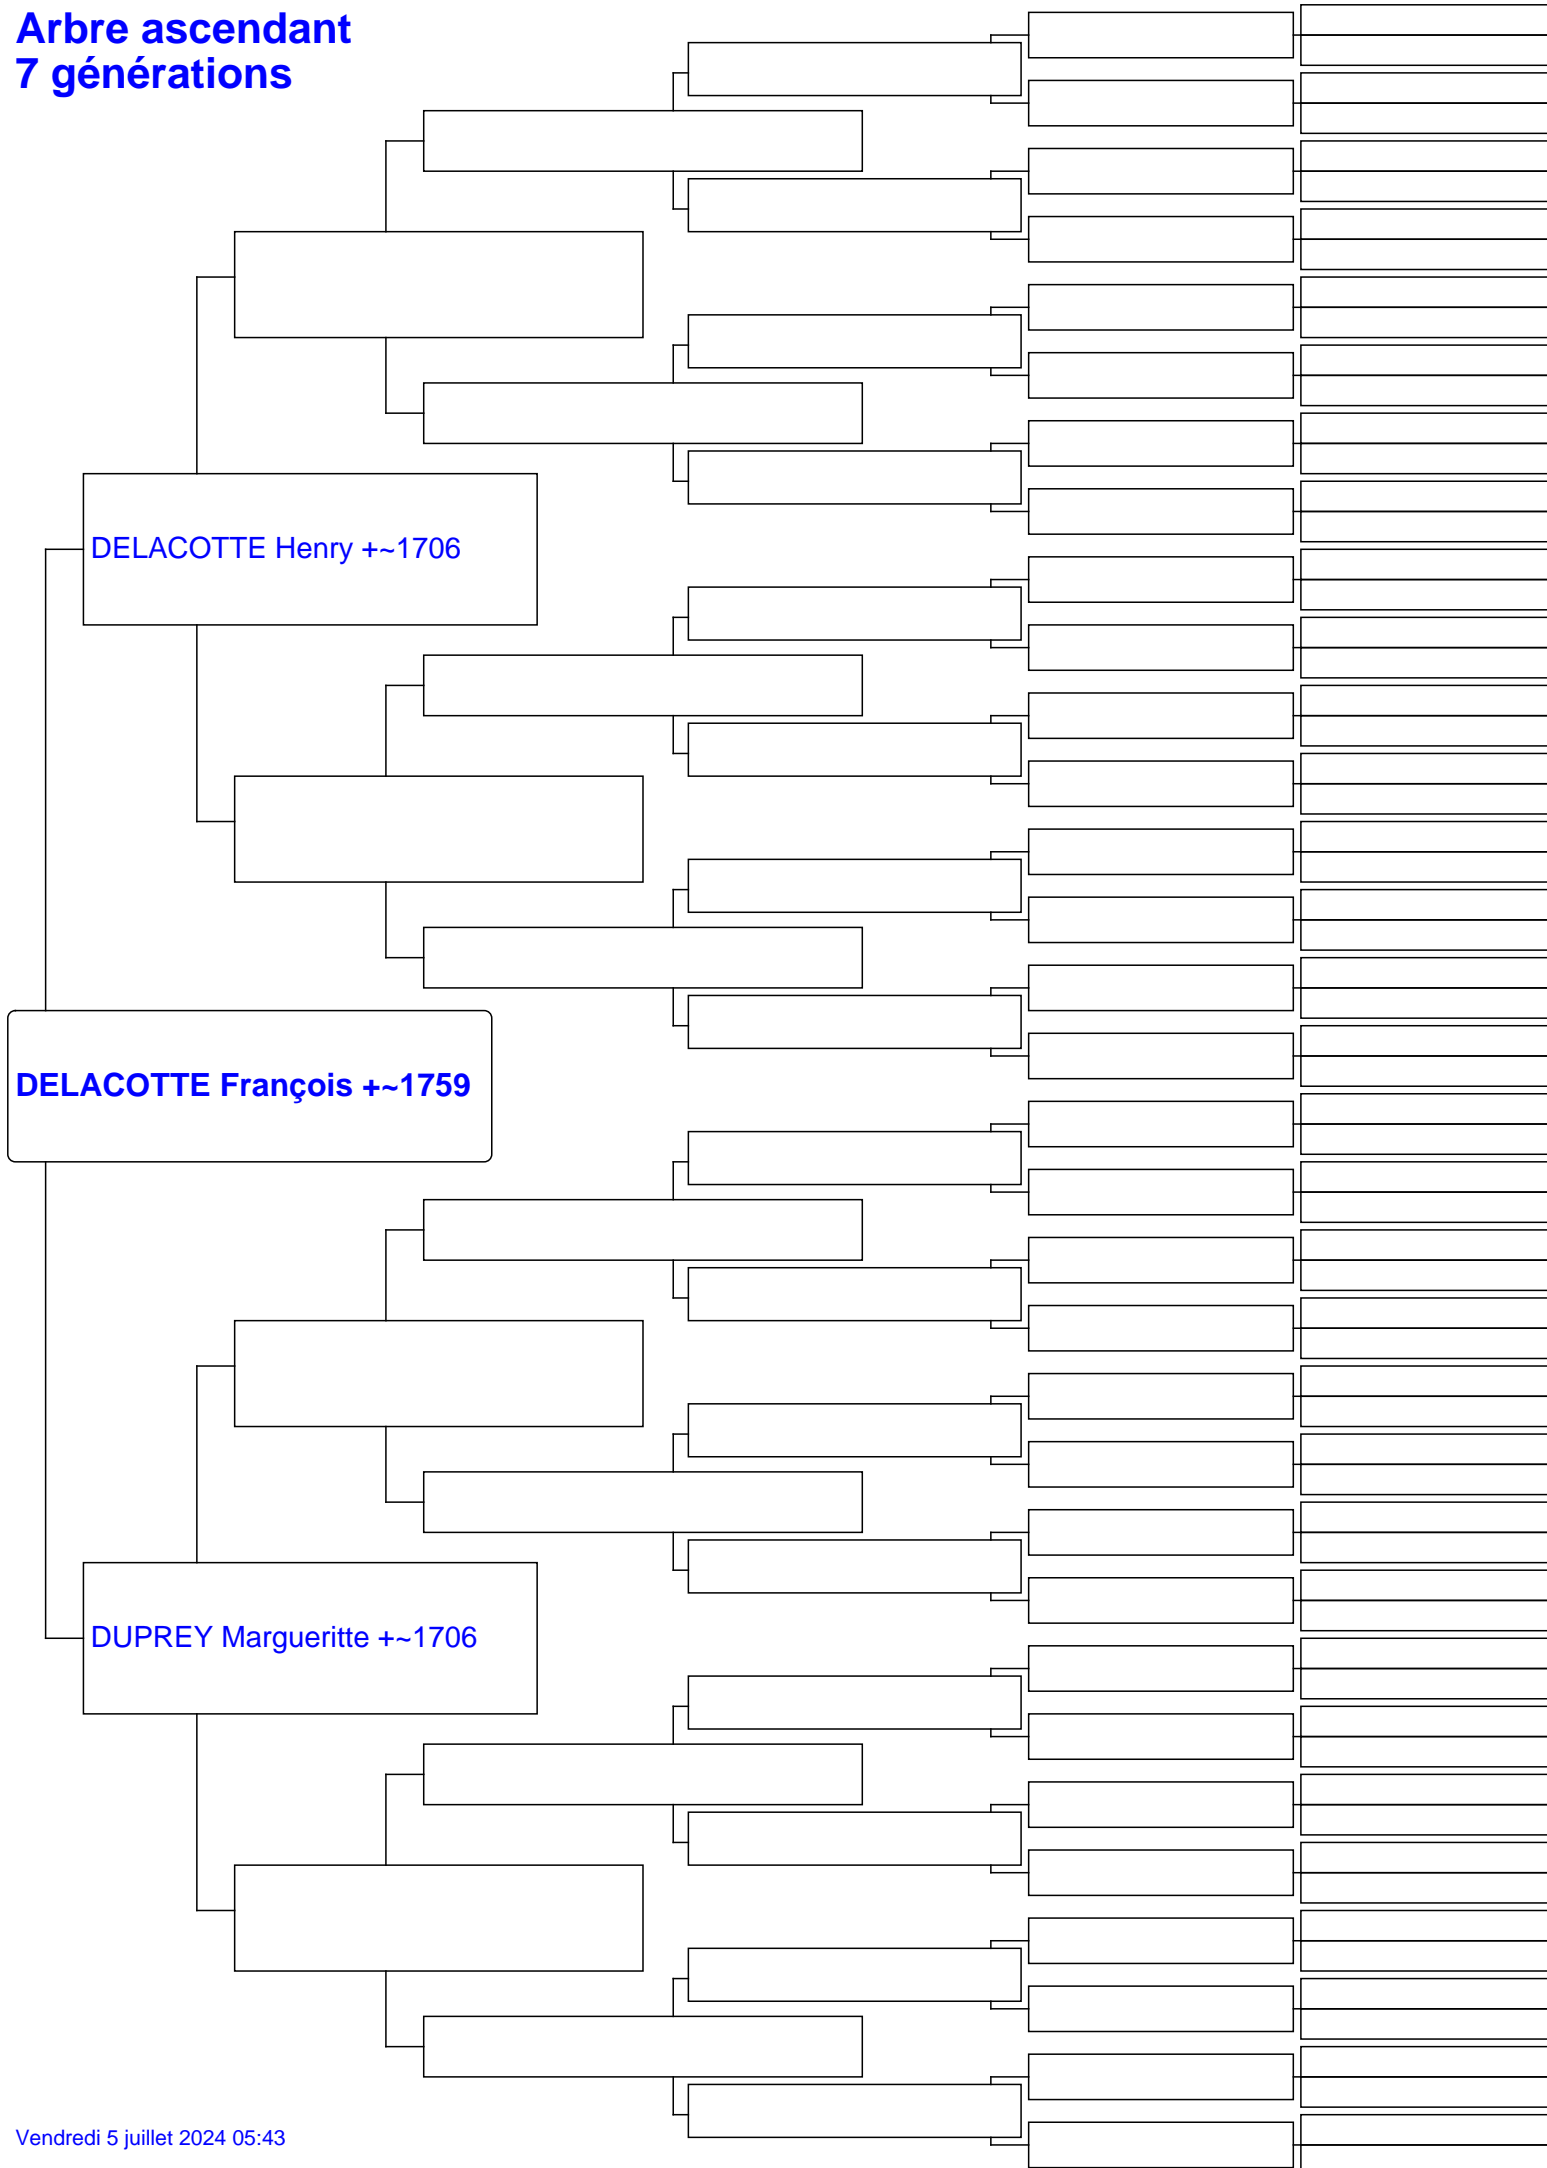 Arbre ascendant
7 générations
DELACOTTE Henry +~1706
DELACOTTE François +~1759
DUPREY Margueritte +~1706
Vendredi 5 juillet 2024 05:43